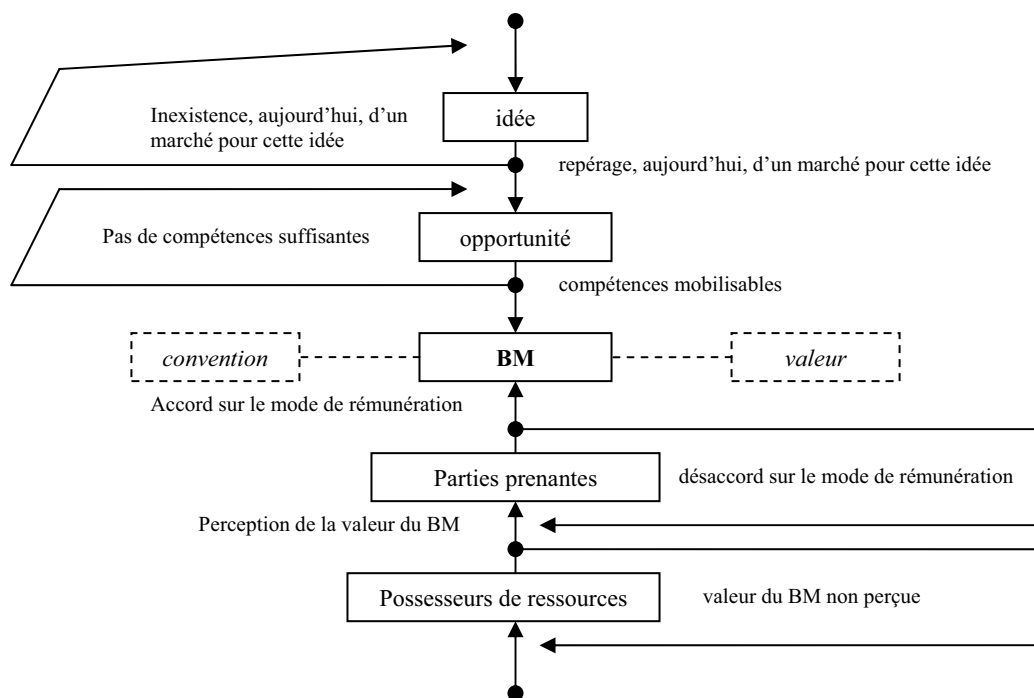 idée
Inexistence, aujourd’hui, d’un
marché pour cette idée
repérage, aujourd’hui, d’un marché pour cette idée
Pas de compétences suffisantes
opportunité
compétences mobilisables
convention
BM
valeur
Accord sur le mode de rémunération
Parties prenantes
désaccord sur le mode de rémunération
Perception de la valeur du BM
Possesseurs de ressources
valeur du BM non perçue